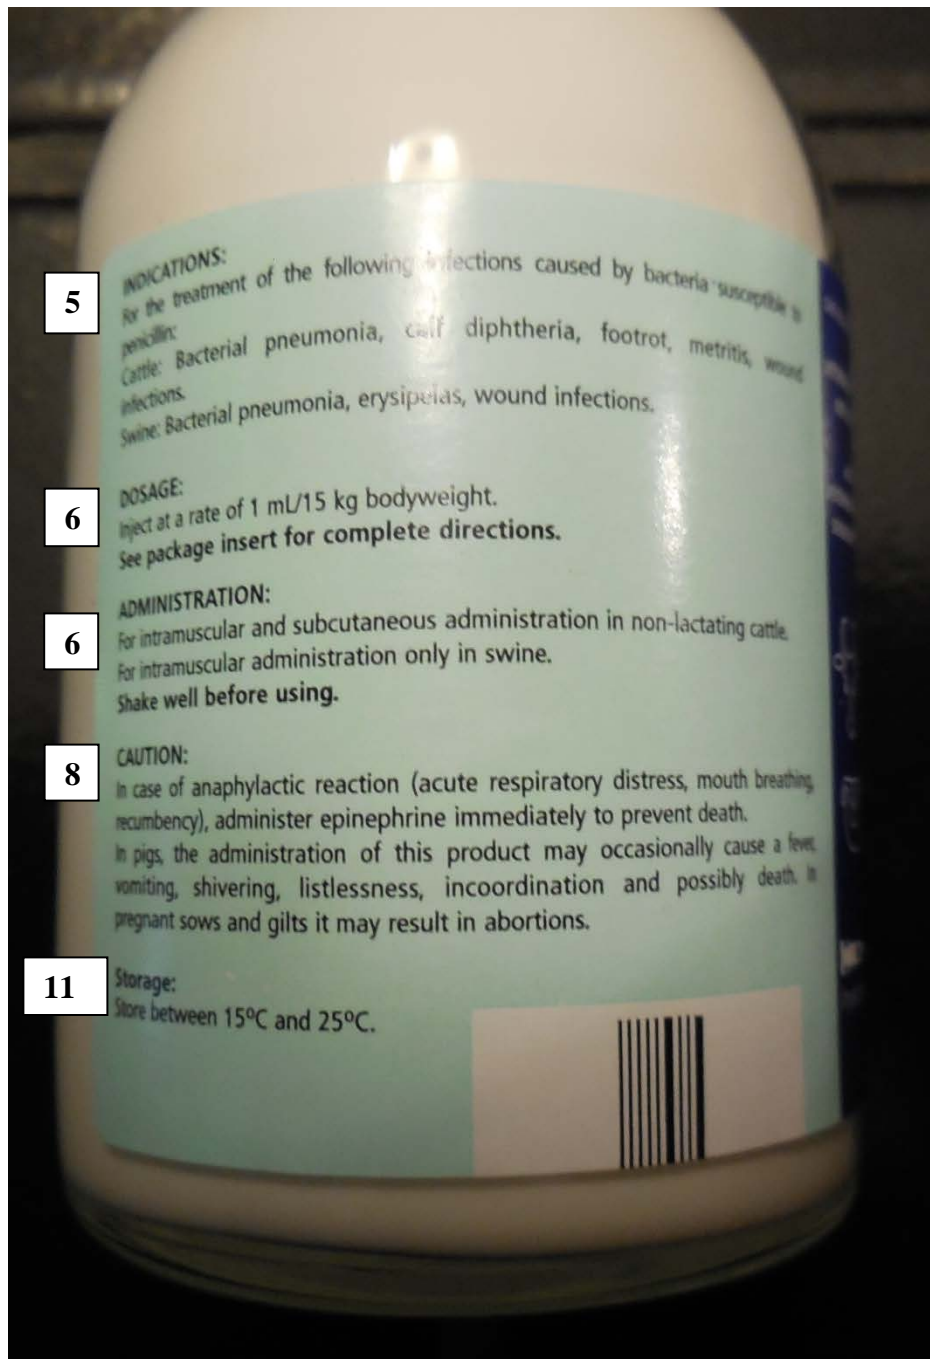 5
INDICATIONS:
For the treatment of the following infections caused by bacteria susceptible to
penicillin:
Cattle: Bacterial pneumonia, calf diphtheria, footrot, metritis, wound
infections.
Swine: Bacterial pneumonia, erysipelas, wound infections.
6
DOSAGE:
Inject at a rate of 1 mL/15 kg bodyweight.
See package insert for complete directions.
6
ADMINISTRATION:
For intramuscular and subcutaneous administration in non-lactating cattle.
For intramuscular administration only in swine.
Shake well before using.
8
CAUTION:
In case of anaphylactic reaction (acute respiratory distress, mouth breathing,
recumbency), administer epinephrine immediately to prevent death.
In pigs, the administration of this product may occasionally cause a fever,
vomiting, shivering, listlessness, incoordination and possibly death. In
pregnant sows and gilts it may result in abortions.
11
Storage:
Store between 15ºC and 25ºC.